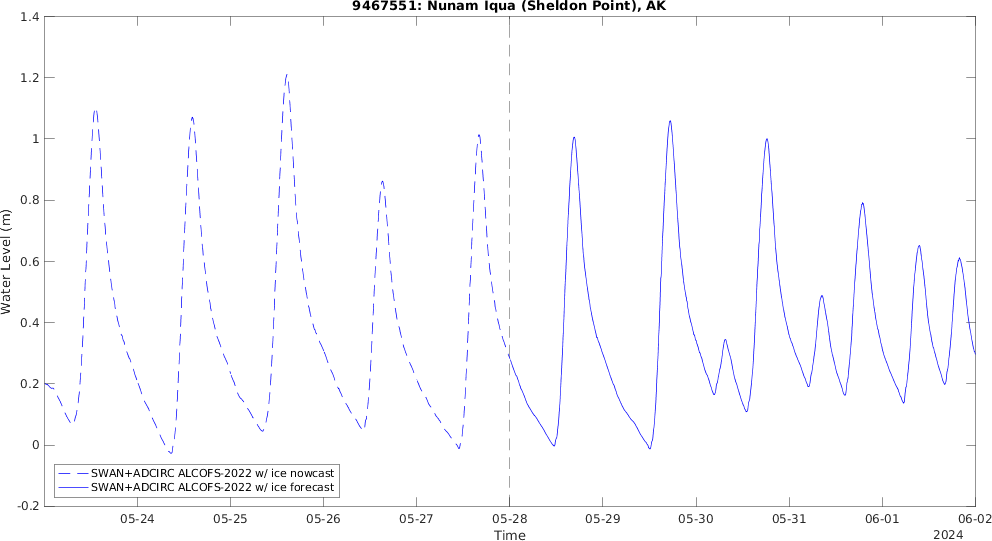 9467551: Nunam Iqua (Sheldon Point), AK
1.4
1.2
1
0.8
0.6
0.4
0.2
0
-0.2
Water Level (m)
SWAN+ADCIRC ALCOFS-2022 w/ ice nowcast
SWAN+ADCIRC ALCOFS-2022 w/ ice forecast
05-24 05-25 05-26 05-27 05-28 05-29 05-30 05-31 06-01 06-02
Time
2024